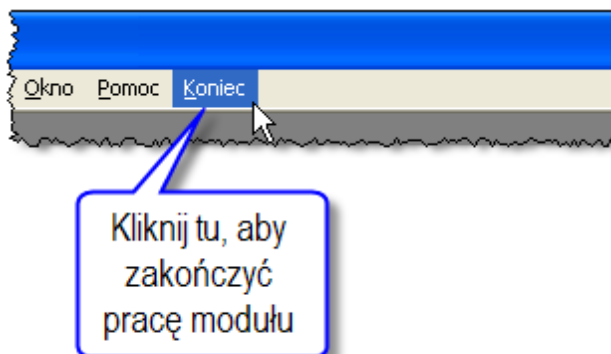 Okno Pomoc Koniec
Kliknij tu, aby
zakończyć
pracę modułu